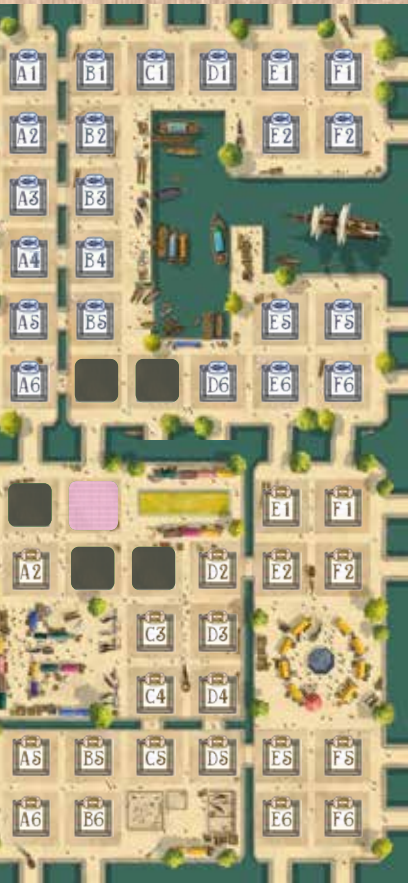 A1 B1 C1 D1 E1 F1
A2 B2 E2 F2
A3 B3
A4 B4
A5 B5 E5 F5
A6 D6 E6 F6
E1 F1
A2 D2 E2 F2
C3 D3
C4 D4
A5 B5 C5 D5 E5 F5
A6 B6 E6 F6